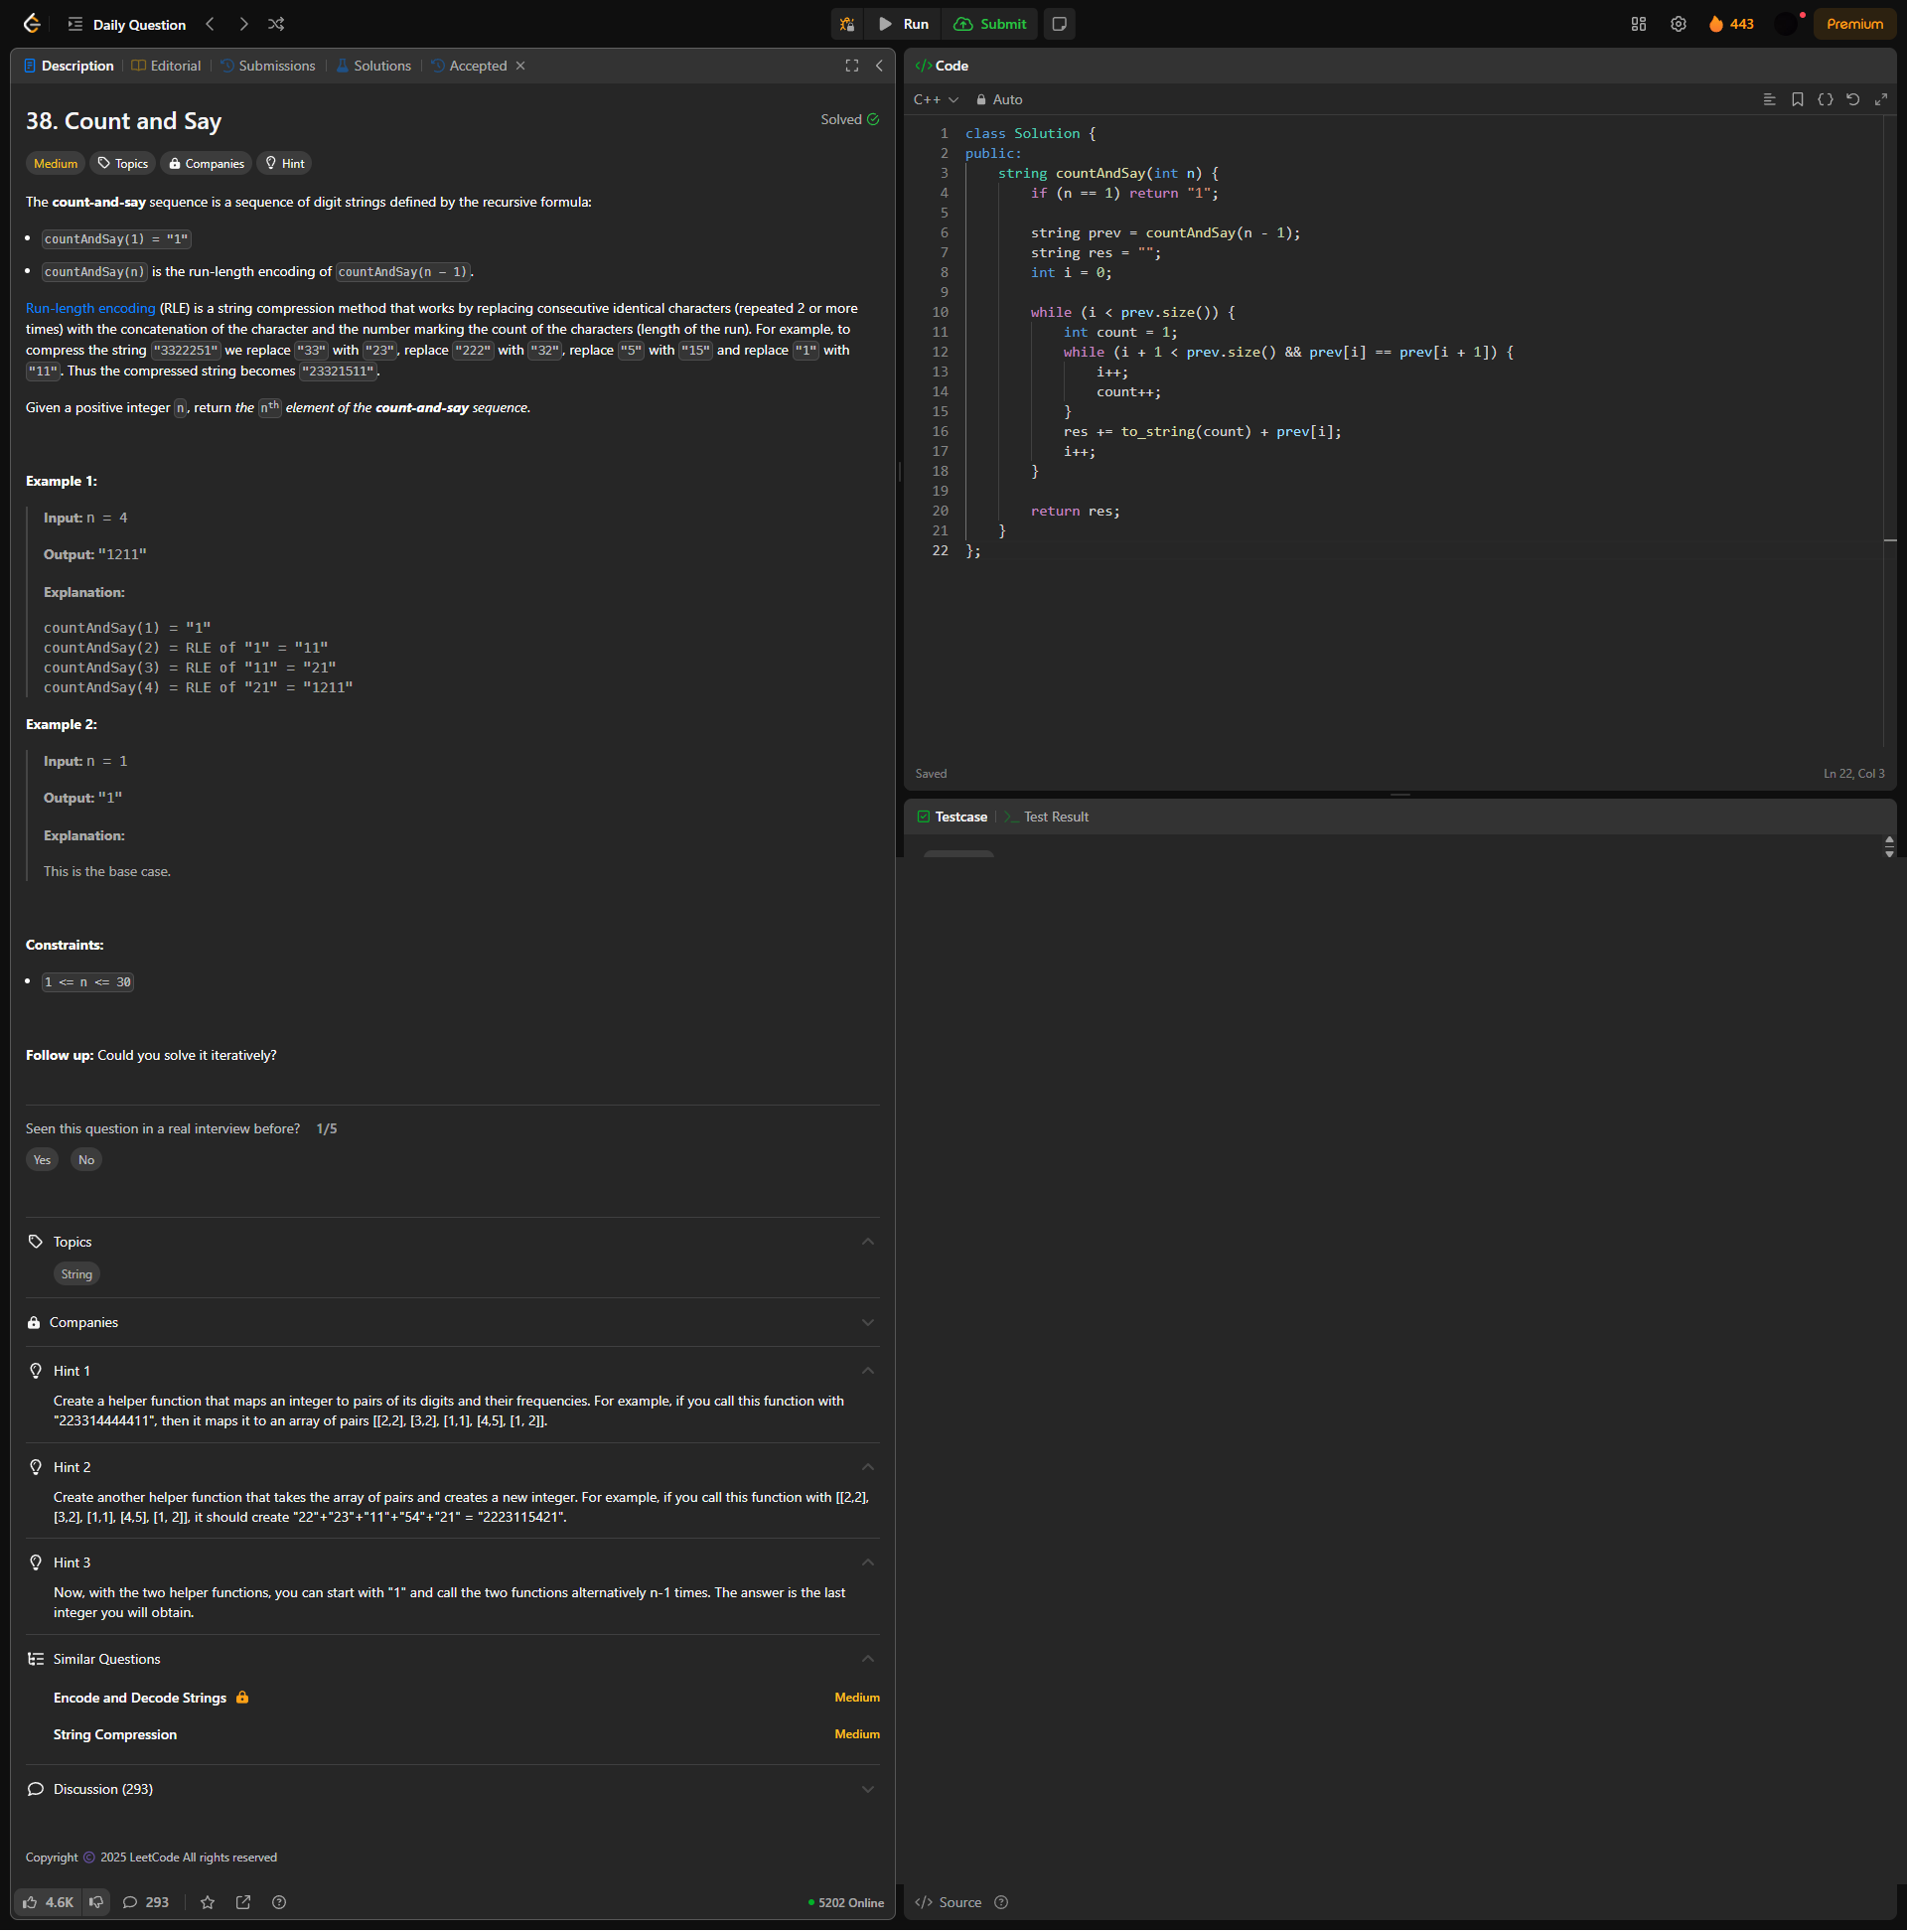 Daily Question
Run
Submit
443
Premium
Description
Editorial
Submissions
Solutions
Accepted
38. Count and Say
Solved
Medium
Topics
Companies
Hint
The count-and-say sequence is a sequence of digit strings defined by the recursive formula:
• countAndSay(1) = "1"
• countAndSay(n) is the run-length encoding of countAndSay(n - 1).
Run-length encoding (RLE) is a string compression method that works by replacing consecutive identical characters (repeated 2 or more
times) with the concatenation of the character and the number marking the count of the characters (length of the run). For example, to
compress the string "3322251" we replace "33" with "23", replace "222" with "32", replace "5" with "15" and replace "1" with
"11". Thus the compressed string becomes "23321511".
Given a positive integer n, return the nth element of the count-and-say sequence.
Example 1:
Input: n = 4
Output: "1211"
Explanation:
countAndSay(1) = "1"
countAndSay(2) = RLE of "1" = "11"
countAndSay(3) = RLE of "11" = "21"
countAndSay(4) = RLE of "21" = "1211"
Example 2:
Input: n = 1
Output: "1"
Explanation:
This is the base case.
Constraints:
• 1 <= n <= 30
Follow up: Could you solve it iteratively?
Seen this question in a real interview before? 1/5
Yes No
Topics
String
Companies
Hint 1
Create a helper function that maps an integer to pairs of its digits and their frequencies. For example, if you call this function with
"223314444411", then it maps it to an array of pairs [[2,2], [3,2], [1,1], [4,5], [1, 2]].
Hint 2
Create another helper function that takes the array of pairs and creates a new integer. For example, if you call this function with [[2,2],
[3,2], [1,1], [4,5], [1, 2]], it should create "22"+"23"+"11"+"54"+"21" = "2223115421".
Hint 3
Now, with the two helper functions, you can start with "1" and call the two functions alternatively n-1 times. The answer is the last
integer you will obtain.
Similar Questions
Encode and Decode Strings Medium
String Compression Medium
Discussion (293)
Copyright © 2025 LeetCode All rights reserved
4.6K 293 5202 Online
</> Code
C++ Auto
1 class Solution {
2 public:
3 string countAndSay(int n) {
4 if (n == 1) return "1";
5
6 string prev = countAndSay(n - 1);
7 string res = "";
8 int i = 0;
9
10 while (i < prev.size()) {
11 int count = 1;
12 while (i + 1 < prev.size() && prev[i] == prev[i + 1]) {
13 i++;
14 count++;
15 }
16 res += to_string(count) + prev[i];
17 i++;
18 }
19
20 return res;
21 }
22 };
Saved Ln 22, Col 3
Testcase
>_ Test Result
</> Source